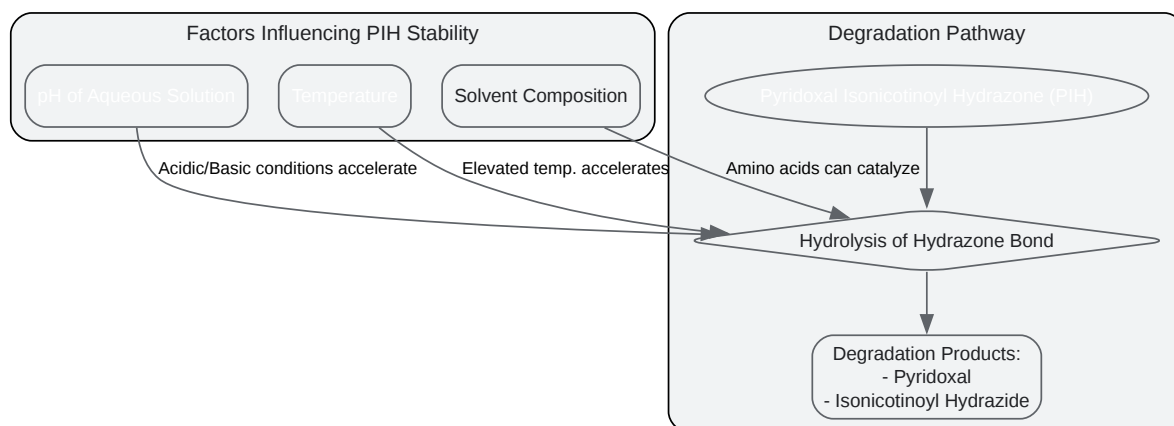 Factors Influencing PIH Stability
pH of Aqueous Solution
Temperature
Solvent Composition
Acidic/Basic conditions accelerate
Elevated temp. accelerates
Amino acids can catalyze
Degradation Pathway
Pyridoxal Isonicotinoyl Hydrazone (PIH)
Hydrolysis of Hydrazone Bond
Degradation Products:
- Pyridoxal
- Isonicotinoyl Hydrazide